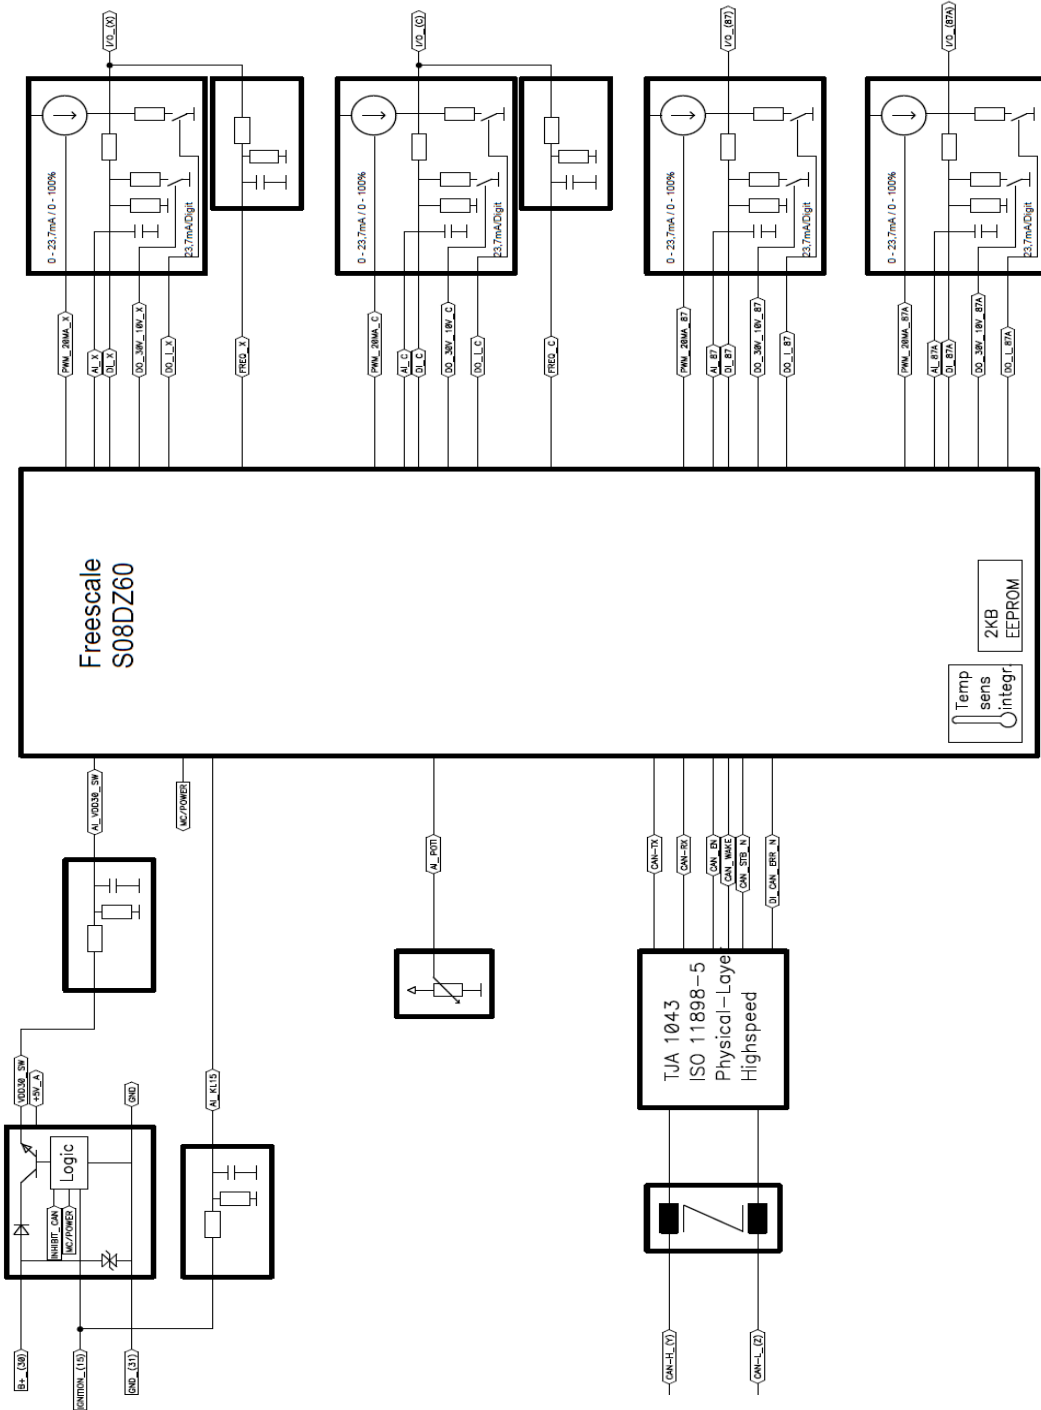 I/O_(X)
I/O_(C)
I/O_(87)
I/O_(87A)
0 - 23,7mA / 0 - 100%
23,7mA/Digit
0 - 23,7mA / 0 - 100%
23,7mA/Digit
0 - 23,7mA / 0 - 100%
23,7mA/Digit
0 - 23,7mA / 0 - 100%
23,7mA/Digit
PWM_20MA_X
AI_X
DI_X
DO_30V_10V_X
DO_I_X
FREQ_X
PWM_20MA_C
AI_C
DI_C
DO_30V_10V_C
DO_I_C
FREQ_C
PWM_20MA_87
AI_87
DI_87
DO_30V_10V_87
DO_I_87
PWM_20MA_87A
AI_87A
DI_87A
DO_30V_10V_87A
DO_I_87A
Freescale
S08DZ60
2KB
EEPROM
Temp
sens
integr.
AI_VDD30_SW
MC/POWER
AI_POTI
CAN-TX
CAN-RX
CAN_EN
CAN_WAKE
CAN_STB_N
DI_CAN_ERR_N
TJA 1043
ISO 11898-5
Physical-Layer
Highspeed
VDD30_SW
+5V_A
GND
AI_KL15
Logic
INHIBIT_CAN
MC/POWER
B+_(30)
IGNITION_(15)
GND_(31)
CAN-H_(Y)
CAN-L_(Z)